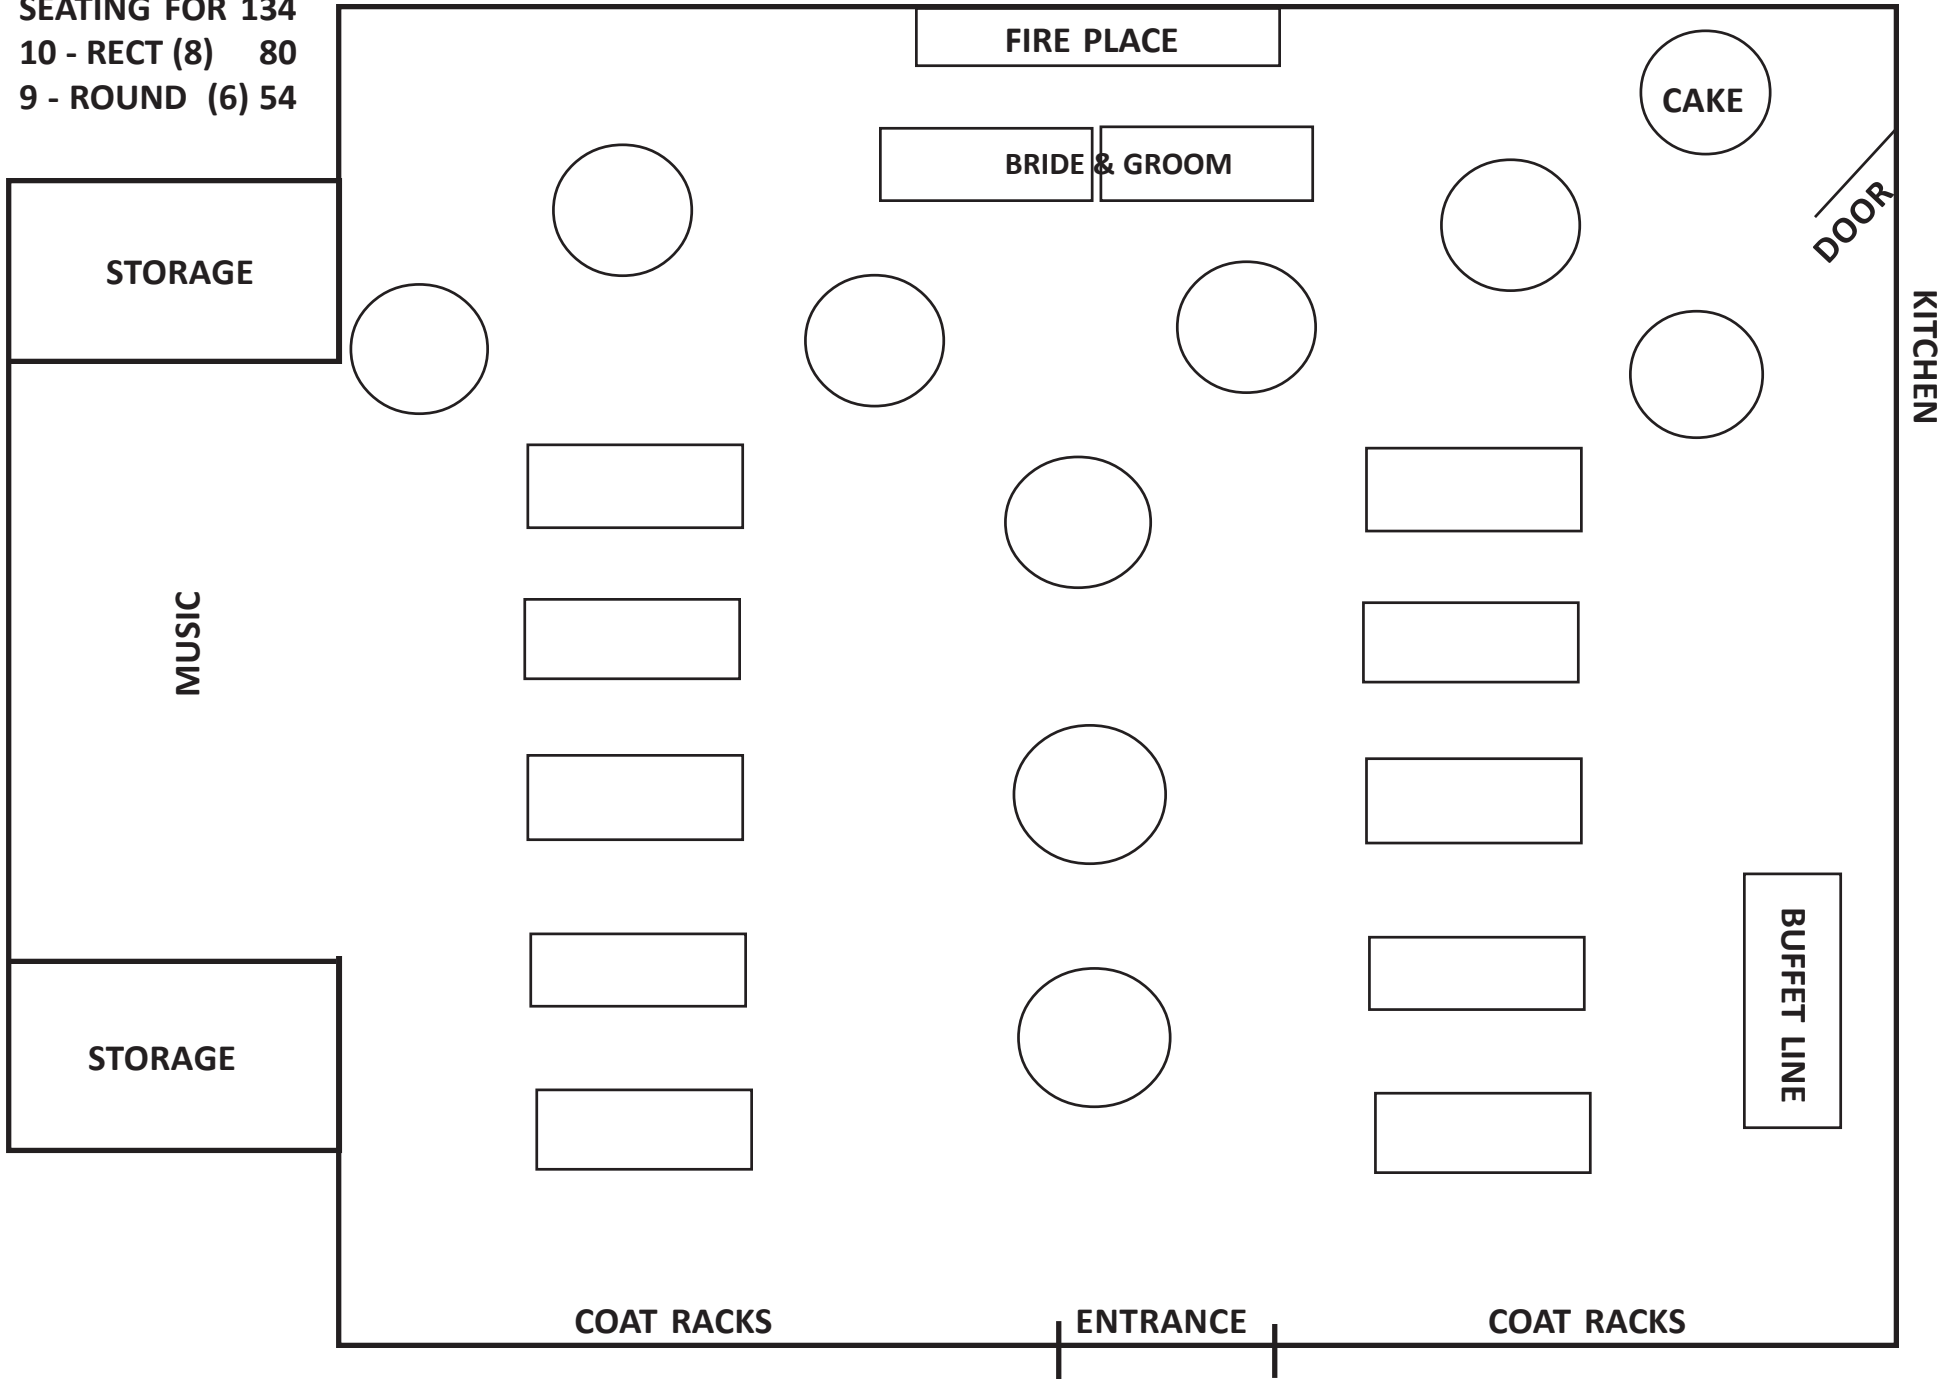 SEATING FOR 134
10 - RECT (8) 80
9 - ROUND (6) 54
FIRE PLACE
CAKE
BRIDE & GROOM
DOOR
STORAGE
KITCHEN
MUSIC
BUFFET LINE
STORAGE
COAT RACKS
ENTRANCE
COAT RACKS